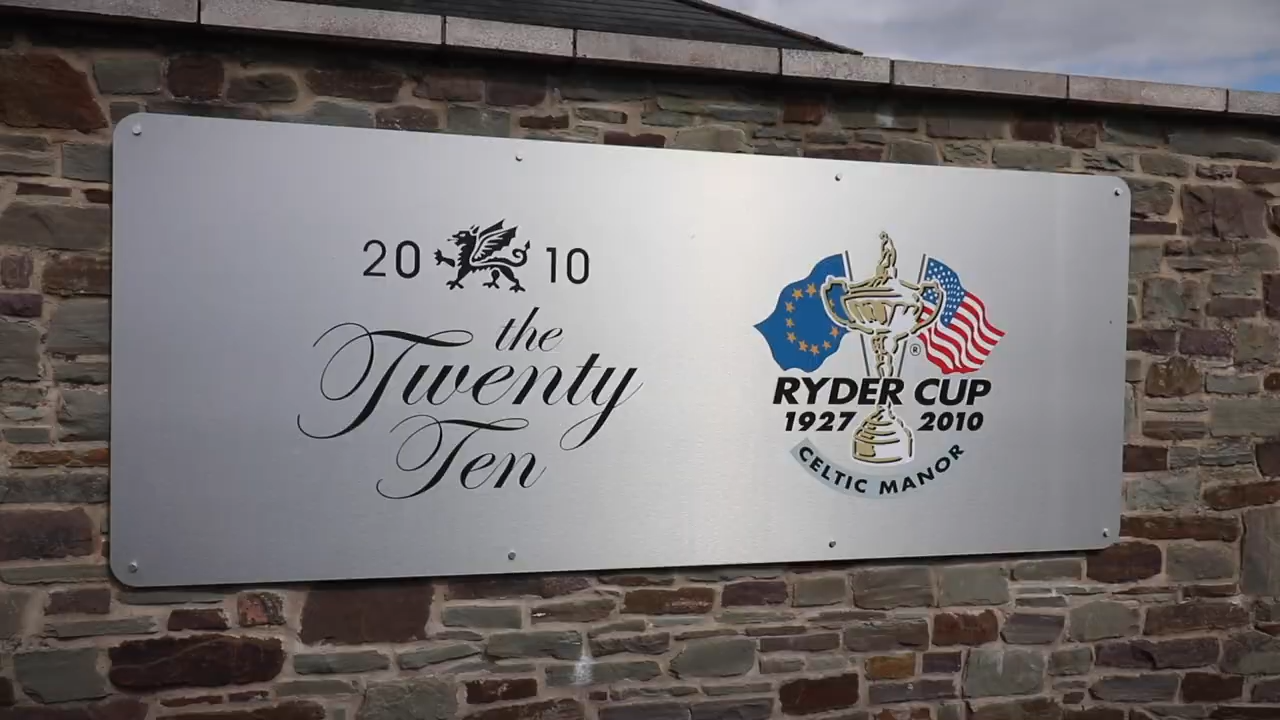 20 10
the
Twenty
Ten
®
RYDER CUP
1927 2010
CELTIC MANOR